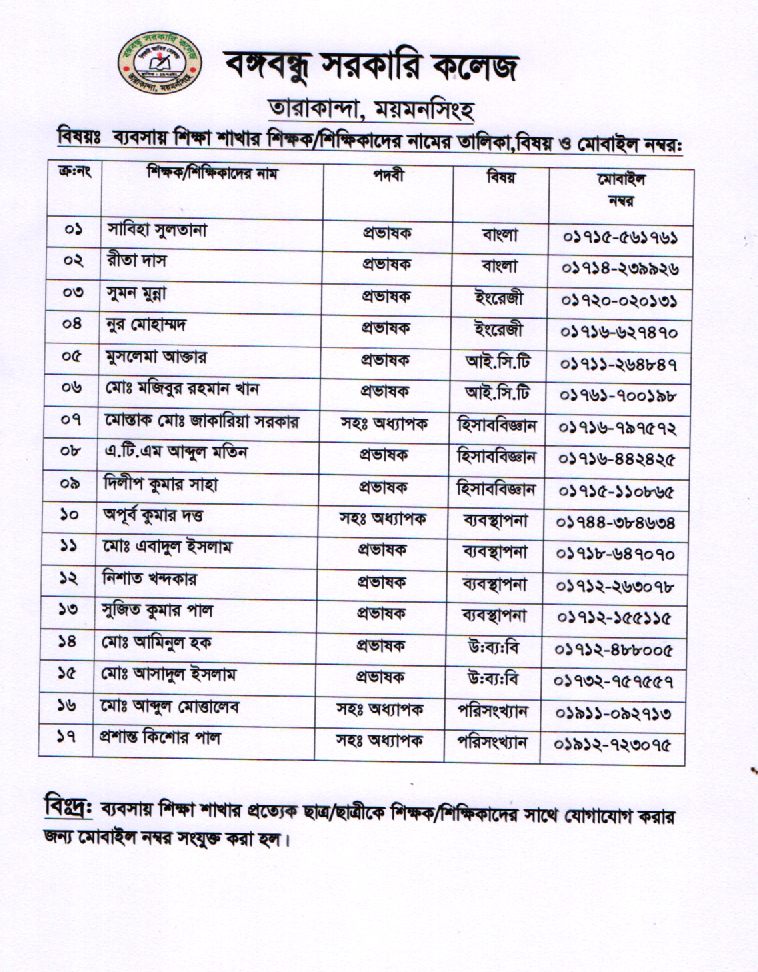 বঙ্গবন্ধু সরকারি কলেজ
তারাকান্দা, ময়মনসিংহ
বিষয়ঃ ব্যবসায় শিক্ষা শাখার শিক্ষক/শিক্ষিকাদের নামের তালিকা,বিষয় ও মোবাইল নম্বর:
ক্র:নং শিক্ষক/শিক্ষিকাদের নাম পদবী বিষয় মোবাইল
নম্বর
০১ সাবিহা সুলতানা প্রভাষক বাংলা ০১৭১৫-৫৬১৭৬১
০২ রীতা দাস প্রভাষক বাংলা ০১৭১৪-২৩৯৯২৬
০৩ সুমন মুন্না প্রভাষক ইংরেজী ০১৭২০-০২০১৩১
০৪ নুর মোহাম্মদ প্রভাষক ইংরেজী ০১৭১৬-৬২৭৪৭০
০৫ মুসলেমা আক্তার প্রভাষক আই.সি.টি ০১৭১১-২৬৪৮৪৭
০৬ মোঃ মজিবুর রহমান খান প্রভাষক আই.সি.টি ০১৭৬১-৭০০১৯৮
০৭ মোস্তাক মোঃ জাকারিয়া সরকার সহঃ অধ্যাপক হিসাববিজ্ঞান ০১৭১৬-৭৯৭৫৭২
০৮ এ.টি.এম আব্দুল মতিন প্রভাষক হিসাববিজ্ঞান ০১৭১৬-৪৪২৪২৫
০৯ দিলীপ কুমার সাহা প্রভাষক হিসাববিজ্ঞান ০১৭১৫-১১০৮৬৫
১০ অপূর্ব কুমার দত্ত সহঃ অধ্যাপক ব্যবস্থাপনা ০১৭৪৪-৩৮৪৬৩৪
১১ মোঃ এবাদুল ইসলাম প্রভাষক ব্যবস্থাপনা ০১৭১৮-৬৪৭০৭০
১২ নিশাত খন্দকার প্রভাষক ব্যবস্থাপনা ০১৭১২-২৬৩০৭৮
১৩ সুজিত কুমার পাল প্রভাষক ব্যবস্থাপনা ০১৭১২-১৫৫১১৫
১৪ মোঃ আমিনুল হক প্রভাষক উ:ব্য:বি ০১৭১২-৪৮৮০০৫
১৫ মোঃ আসাদুল ইসলাম প্রভাষক উ:ব্য:বি ০১৭৩২-৭৫৭৫৫৭
১৬ মোঃ আব্দুল মোত্তালেব সহঃ অধ্যাপক পরিসংখ্যান ০১৯১১-০৯২৭১৩
১৭ প্রশান্ত কিশোর পাল সহঃ অধ্যাপক পরিসংখ্যান ০১৯১২-৭২৩০৭৫
বিঃদ্র: ব্যবসায় শিক্ষা শাখার প্রত্যেক ছাত্র/ছাত্রীকে শিক্ষক/শিক্ষিকাদের সাথে যোগাযোগ করার
জন্য মোবাইল নম্বর সংযুক্ত করা হল।